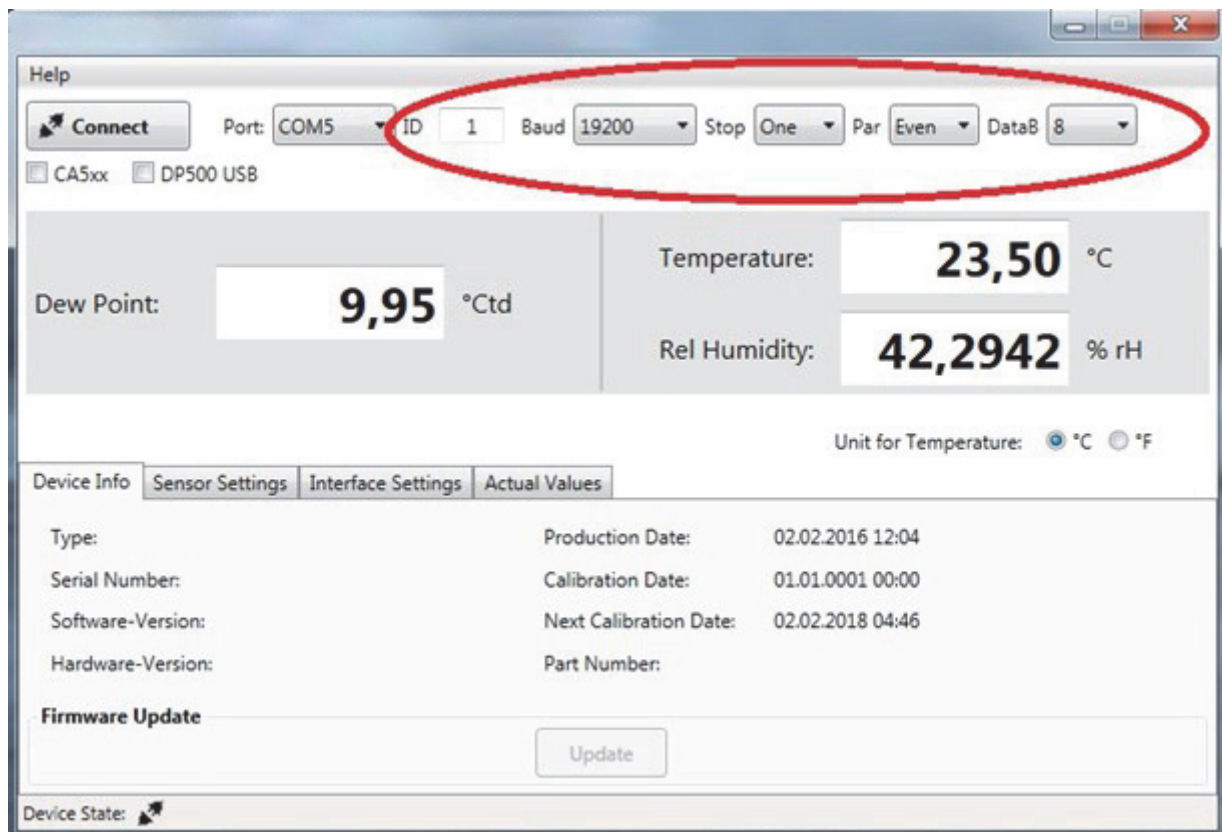 Help
Connect Port: COM5 ID 1 Baud 19200 Stop One Par Even DataB 8
CA5xx DP500 USB
Dew Point: 9,95 °Ctd
Temperature: 23,50 °C
Rel Humidity: 42,2942 % rH
Unit for Temperature: °C °F
Device Info Sensor Settings Interface Settings Actual Values
Type: Production Date: 02.02.2016 12:04
Serial Number: Calibration Date: 01.01.0001 00:00
Software-Version: Next Calibration Date: 02.02.2018 04:46
Hardware-Version: Part Number:
Firmware Update
Update
Device State: